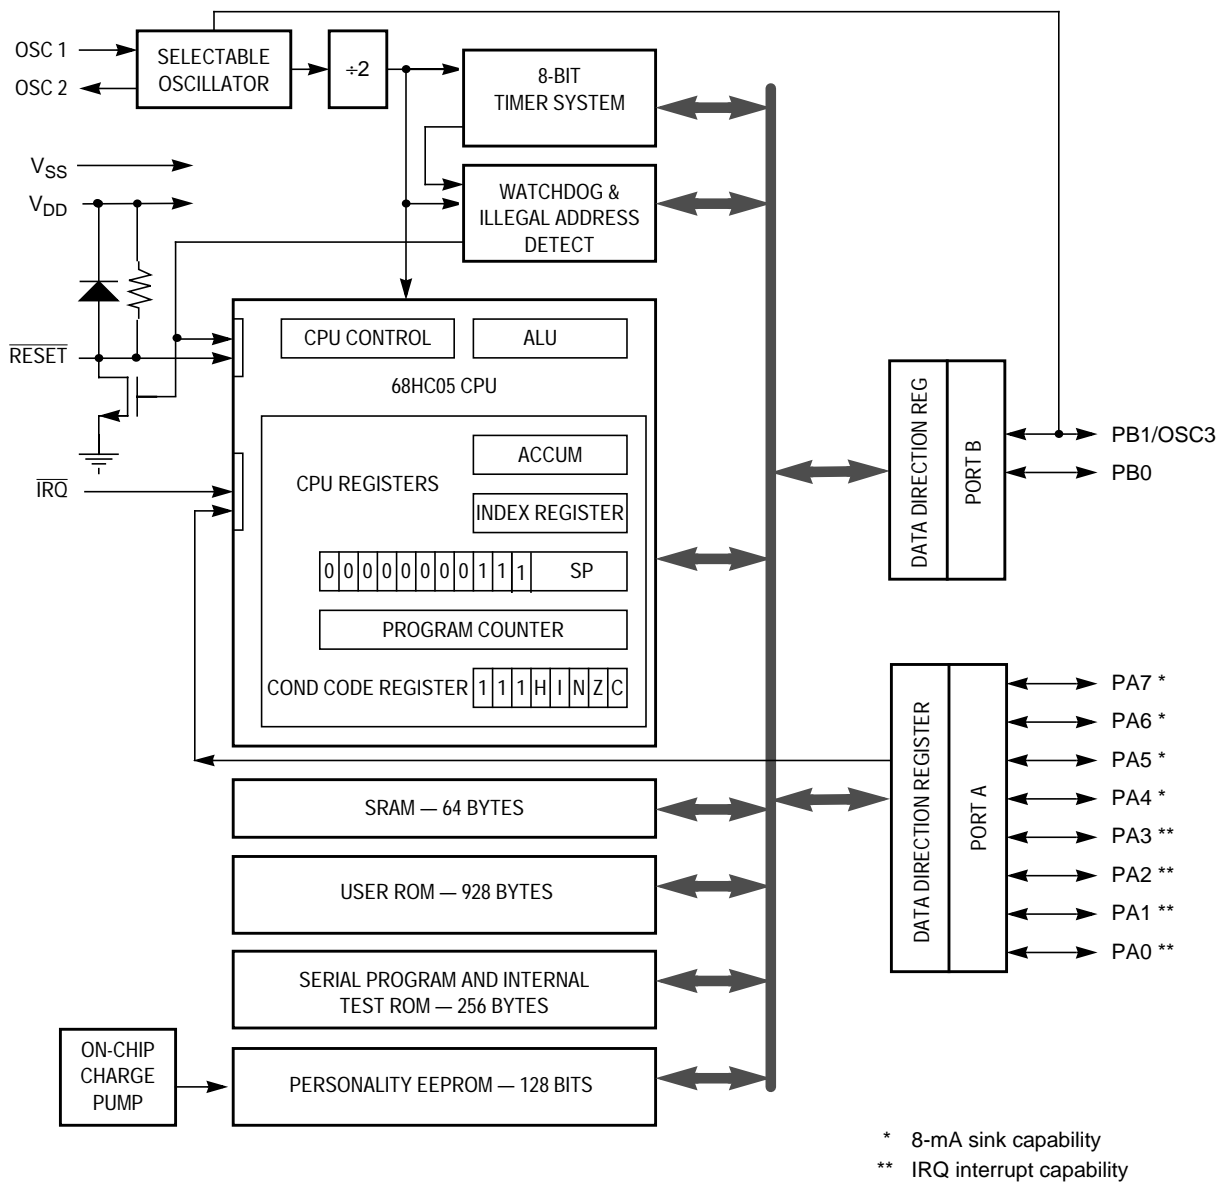 OSC 1
OSC 2
SELECTABLE
OSCILLATOR
÷2
8-BIT
TIMER SYSTEM
VSS
VDD
WATCHDOG &
ILLEGAL ADDRESS
DETECT
RESET
IRQ
CPU CONTROL
ALU
68HC05 CPU
CPU REGISTERS
ACCUM
INDEX REGISTER
0 0 0 0 0 0 0 0 1 1 1 SP
PROGRAM COUNTER
COND CODE REGISTER 1 1 1 H I N Z C
DATA DIRECTION REG
PORT B
PB1/OSC3
PB0
DATA DIRECTION REGISTER
PORT A
PA7 *
PA6 *
PA5 *
PA4 *
PA3 **
PA2 **
PA1 **
PA0 **
SRAM — 64 BYTES
USER ROM — 928 BYTES
SERIAL PROGRAM AND INTERNAL
TEST ROM — 256 BYTES
ON-CHIP
CHARGE
PUMP
PERSONALITY EEPROM — 128 BITS
* 8-mA sink capability
** IRQ interrupt capability